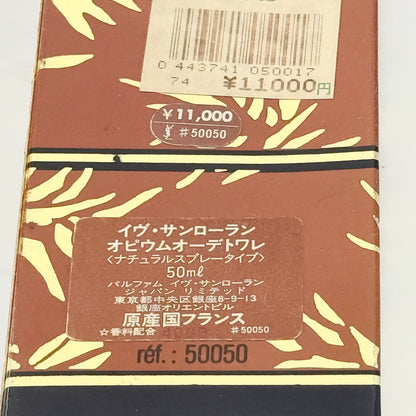 0 443741 050017
74 ¥11000円
¥11,000
#50050
イヴ・サンローラン
オピウムオーデトワレ
〈ナチュラルスプレータイプ〉
50mℓ
パルファム イヴ・サンローラン
ジャパン リミテッド
東京都中央区銀座8-9-13
銀座オリエントビル
原産国フランス
☆香料配合 #50050
réf.: 50050